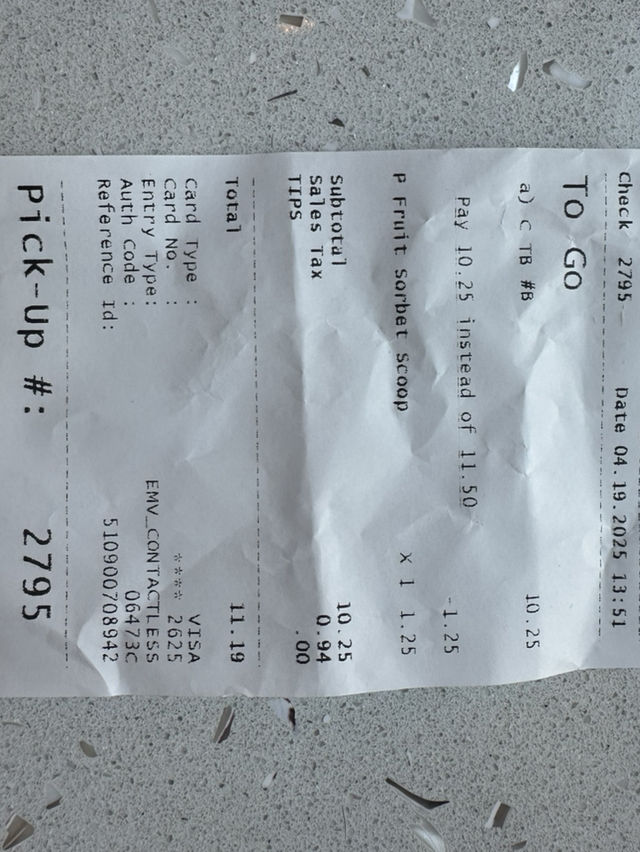 Check 2795 Date 04.19.2025 13:51
To Go
a) C TB #B 10.25
Pay 10.25 instead of 11.50
-1.25
P Fruit Sorbet Scoop X 1 1.25
Subtotal 10.25
Sales Tax 0.94
TIPS .00
Total 11.19
Card Type : VISA
Card No. : **** 2625
Entry Type: EMV_CONTACTLESS
Auth Code : 06473C
Reference Id: 510900708942
Pick-Up #: 2795